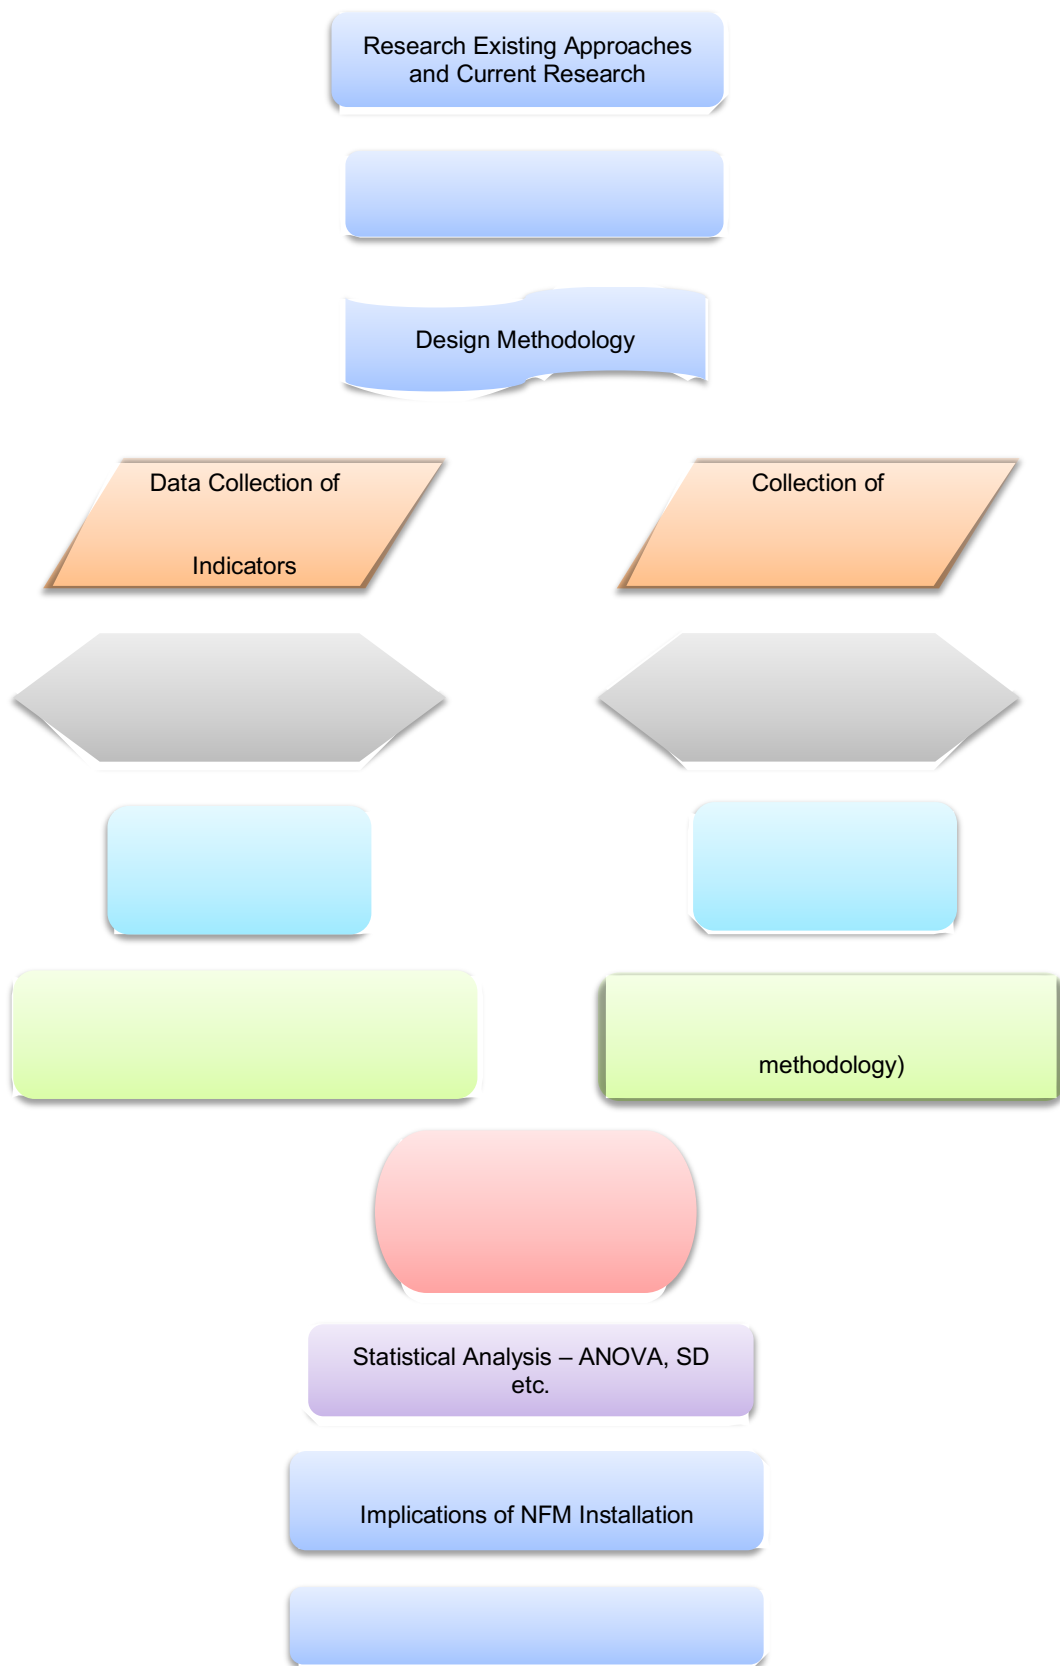 Research Existing Approaches
and Current Research
Design Methodology
Data Collection of
Indicators
Collection of
methodology)
Statistical Analysis – ANOVA, SD
etc.
Implications of NFM Installation